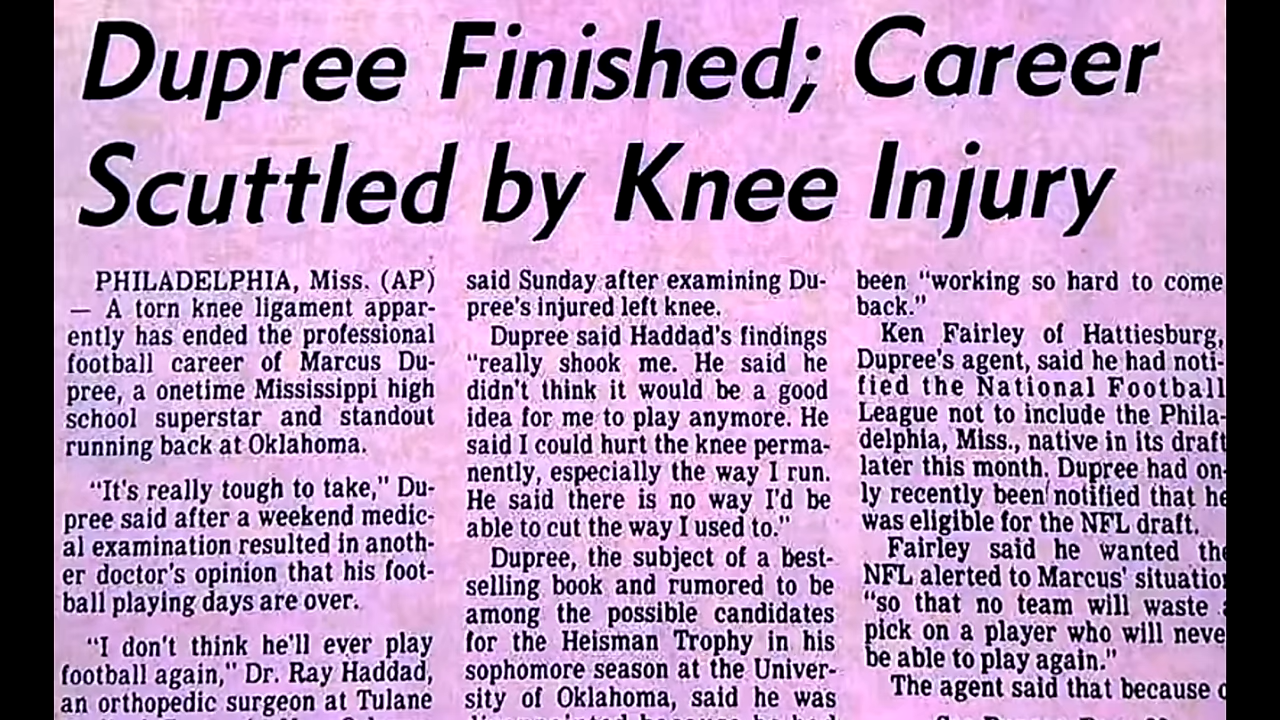 Dupree Finished; Career
Scuttled by Knee Injury
PHILADELPHIA, Miss. (AP)
— A torn knee ligament appar-
ently has ended the professional
football career of Marcus Du-
pree, a onetime Mississippi high
school superstar and standout
running back at Oklahoma.
"It's really tough to take," Du-
pree said after a weekend medic-
al examination resulted in anoth-
er doctor's opinion that his foot-
ball playing days are over.
"I don't think he'll ever play
football again," Dr. Ray Haddad,
an orthopedic surgeon at Tulane
said Sunday after examining Du-
pree's injured left knee.
Dupree said Haddad's findings
"really shook me. He said he
didn't think it would be a good
idea for me to play anymore. He
said I could hurt the knee perma-
nently, especially the way I run.
He said there is no way I'd be
able to cut the way I used to."
Dupree, the subject of a best-
selling book and rumored to be
among the possible candidates
for the Heisman Trophy in his
sophomore season at the Univer-
sity of Oklahoma, said he was
been "working so hard to come
back."
Ken Fairley of Hattiesburg,
Dupree's agent, said he had noti-
fied the National Football
League not to include the Phila-
delphia, Miss., native in its draft
later this month. Dupree had on-
ly recently been notified that he
was eligible for the NFL draft.
Fairley said he wanted the
NFL alerted to Marcus' situation
"so that no team will waste a
pick on a player who will neve
be able to play again."
The agent said that because